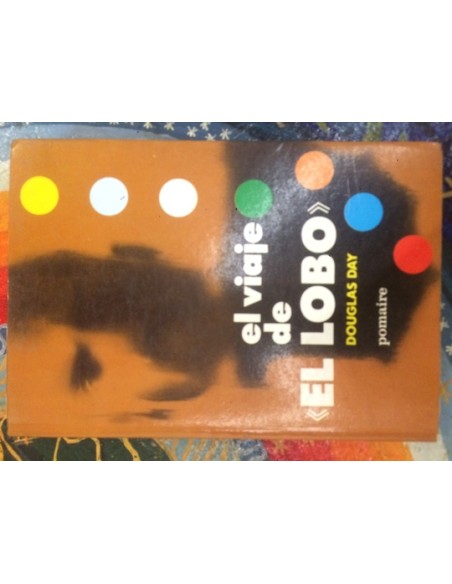 el viaje
de
«EL LOBO»
DOUGLAS DAY
pomaire